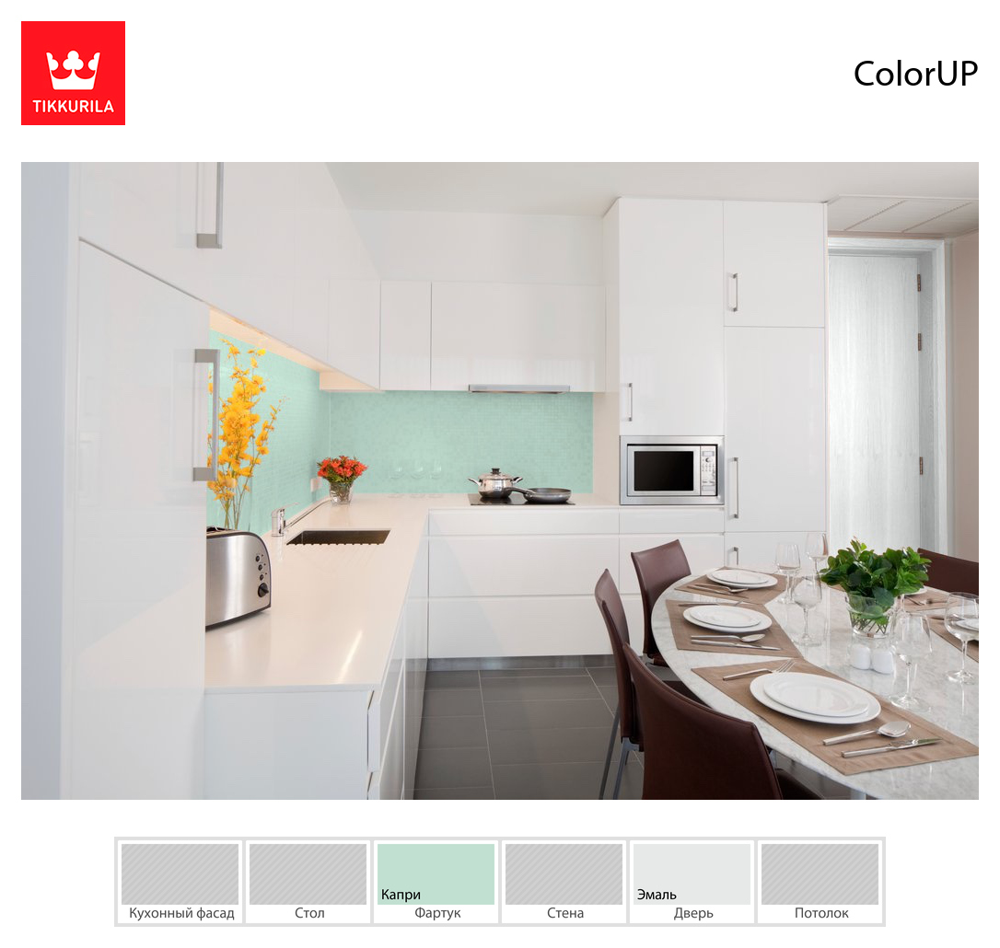 TIKKURILA
ColorUP
Капри
Эмаль
Кухонный фасад
Стол
Фартук
Стена
Дверь
Потолок